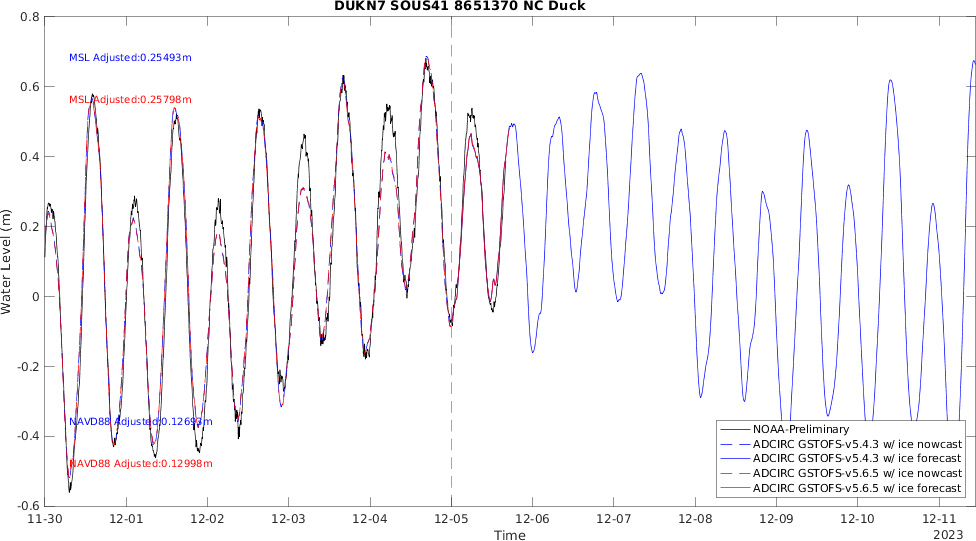 DUKN7 SOUS41 8651370 NC Duck
0.8
0.6
0.4
0.2
0
-0.2
-0.4
-0.6
Water Level (m)
MSL Adjusted:0.25493m
MSL Adjusted:0.25798m
NAVD88 Adjusted:0.12693m
NAVD88 Adjusted:0.12998m
NOAA-Preliminary
ADCIRC GSTOFS-v5.4.3 w/ ice nowcast
ADCIRC GSTOFS-v5.4.3 w/ ice forecast
ADCIRC GSTOFS-v5.6.5 w/ ice nowcast
ADCIRC GSTOFS-v5.6.5 w/ ice forecast
11-30 12-01 12-02 12-03 12-04 12-05 12-06 12-07 12-08 12-09 12-10 12-11
Time
2023